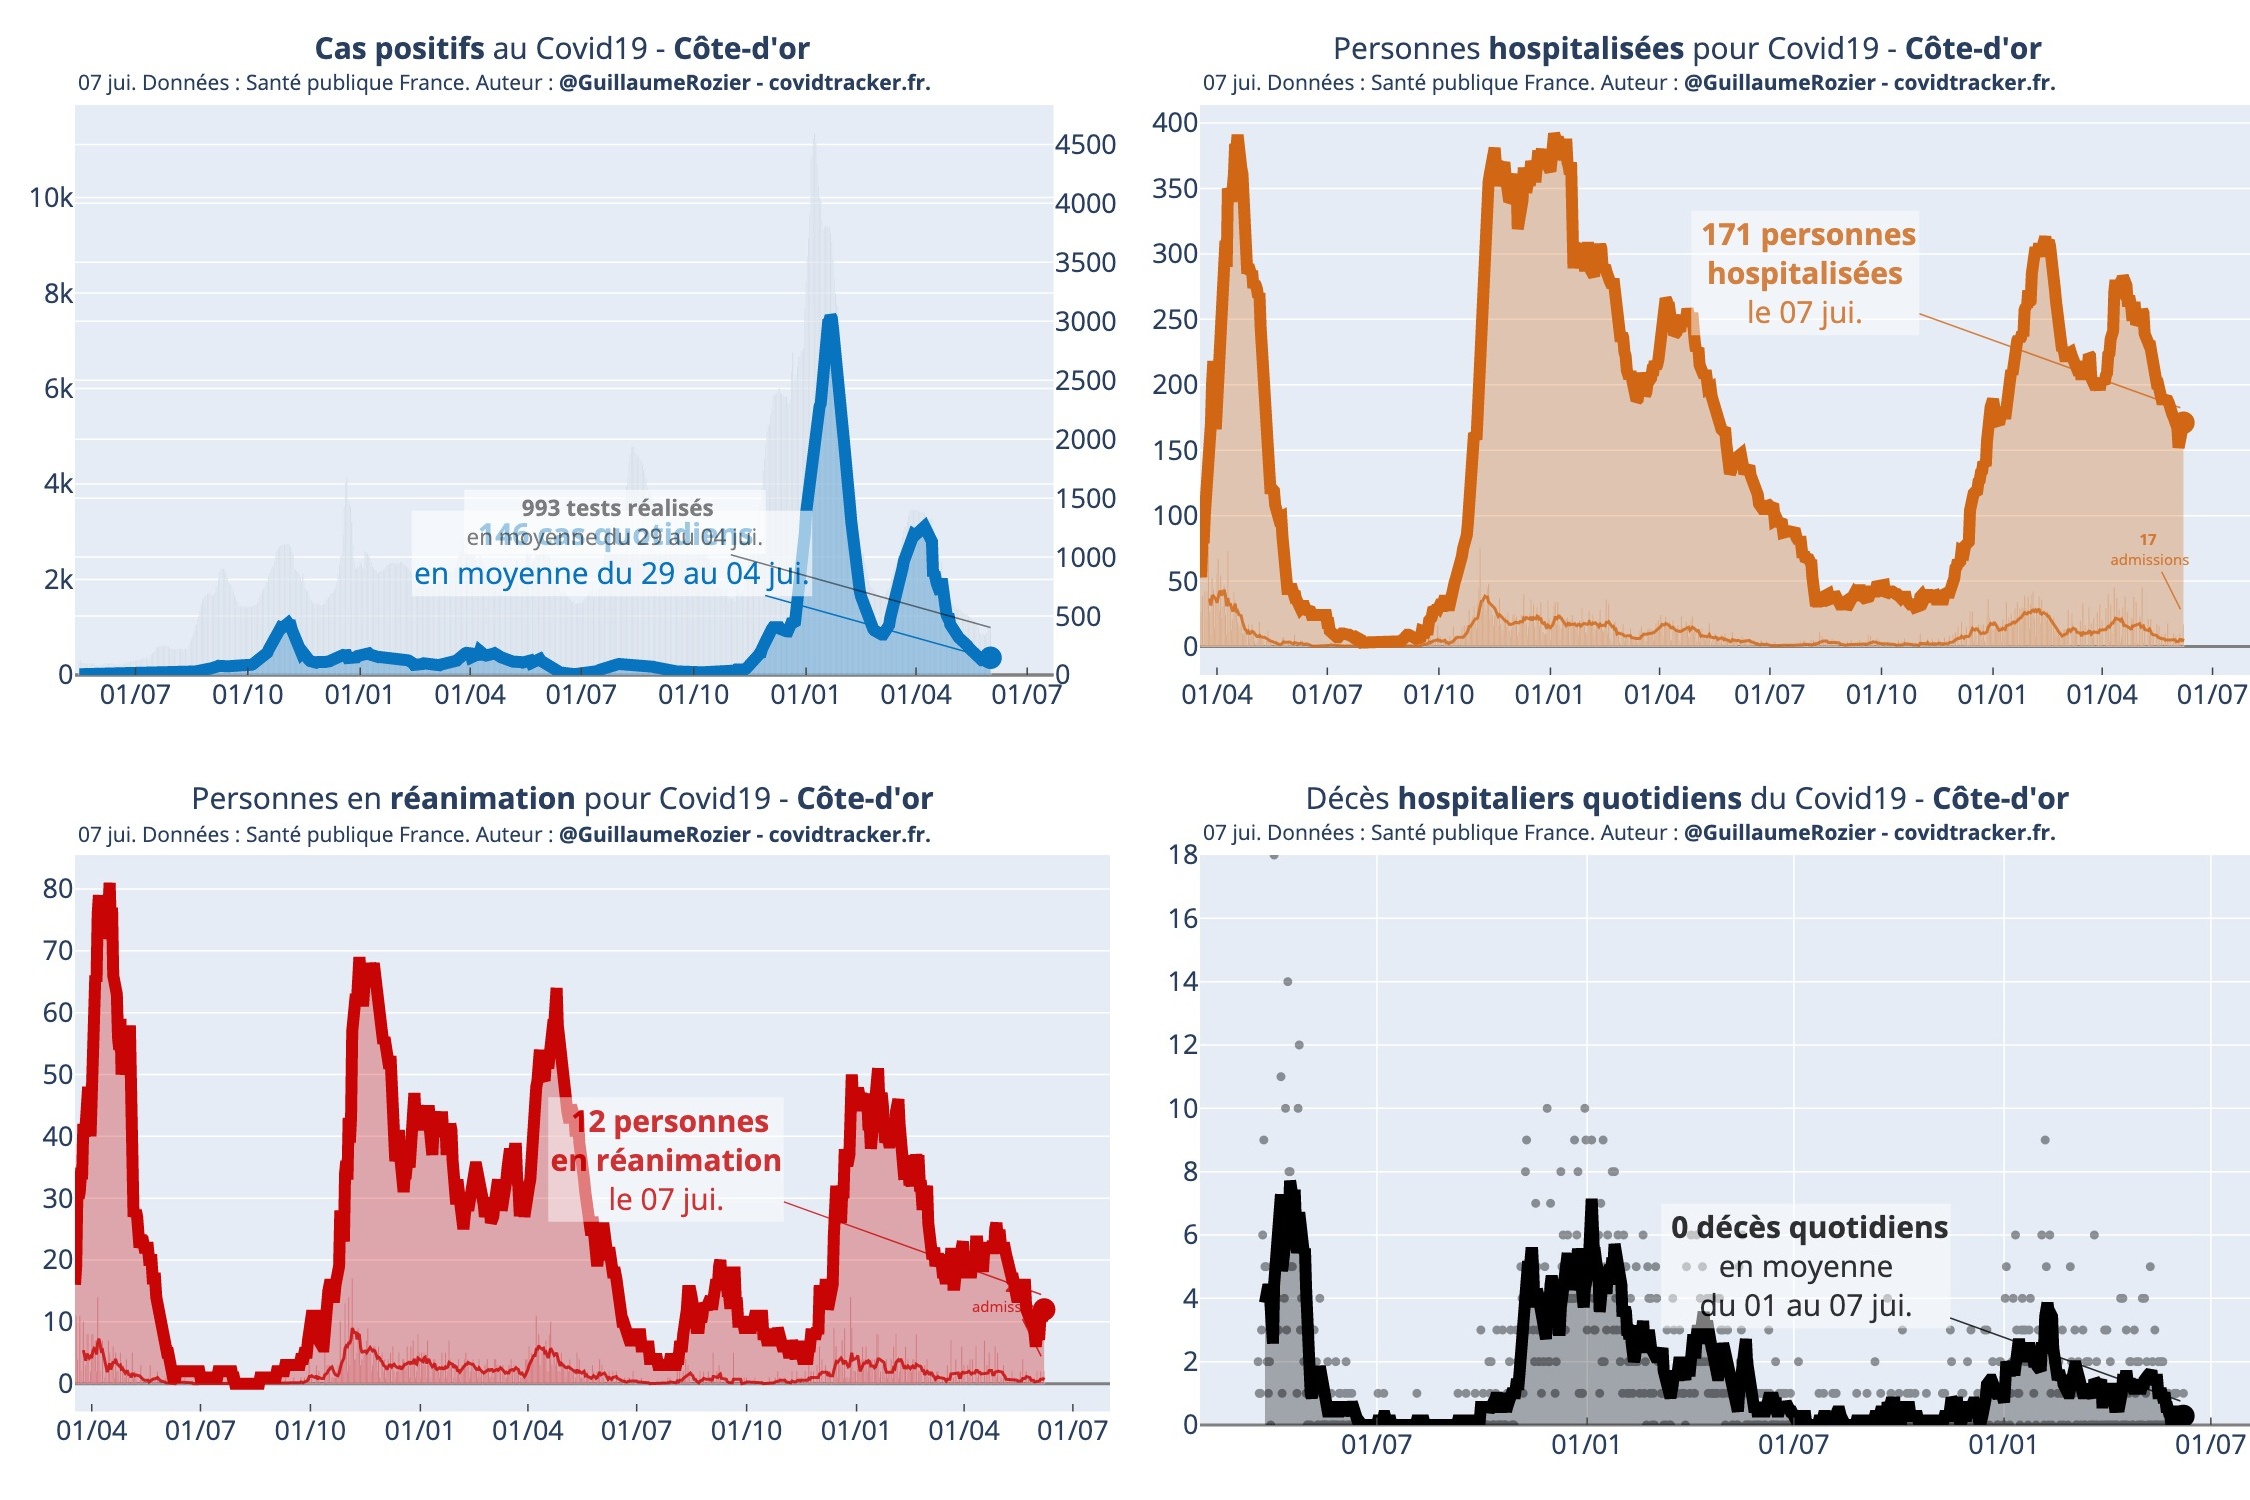 Cas positifs au Covid19 - Côte-d'or
07 jui. Données : Santé publique France. Auteur : @GuillaumeRozier - covidtracker.fr.
10k
8k
6k
4k
2k
0
4500
4000
3500
3000
2500
2000
1500
1000
500
0
993 tests réalisés
en moyenne du 29 au 04 jui.
146 cas quotidiens
en moyenne du 29 au 04 jui.
01/07 01/10 01/01 01/04 01/07 01/10 01/01 01/04 01/07
Personnes hospitalisées pour Covid19 - Côte-d'or
07 jui. Données : Santé publique France. Auteur : @GuillaumeRozier - covidtracker.fr.
400
350
300
250
200
150
100
50
0
171 personnes
hospitalisées
le 07 jui.
17
admissions
01/04 01/07 01/10 01/01 01/04 01/07 01/10 01/01 01/04 01/07
Personnes en réanimation pour Covid19 - Côte-d'or
07 jui. Données : Santé publique France. Auteur : @GuillaumeRozier - covidtracker.fr.
80
70
60
50
40
30
20
10
0
12 personnes
en réanimation
le 07 jui.
01/04 01/07 01/10 01/01 01/04 01/07 01/10 01/01 01/04 01/07
Décès hospitaliers quotidiens du Covid19 - Côte-d'or
07 jui. Données : Santé publique France. Auteur : @GuillaumeRozier - covidtracker.fr.
18
16
14
12
10
8
6
4
2
0
0 décès quotidiens
en moyenne
du 01 au 07 jui.
01/07 01/01 01/07 01/01 01/07